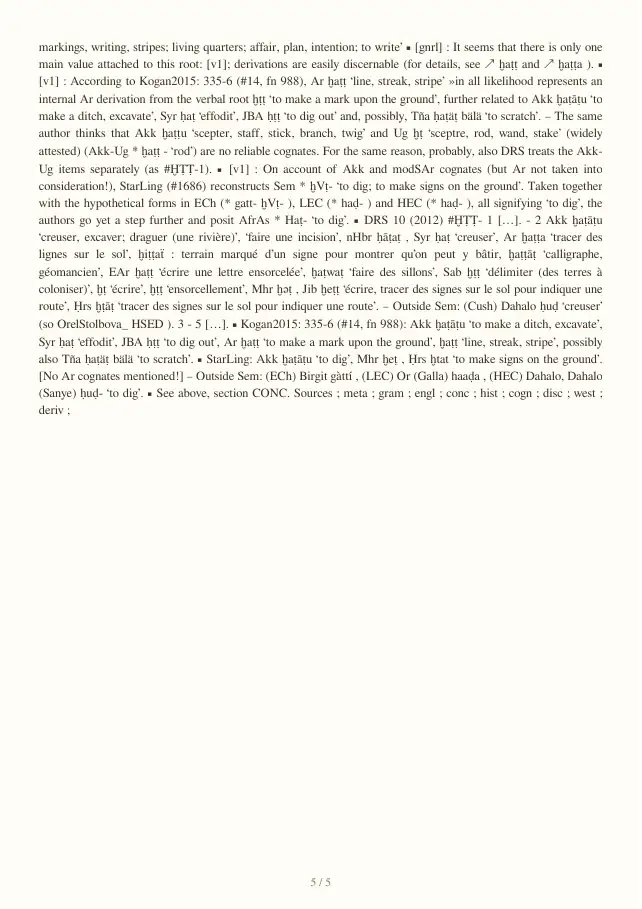 markings, writing, stripes; living quarters; affair, plan, intention; to write’ ▪ [gnrl] : It seems that there is only one
main value attached to this root: [v1]; derivations are easily discernable (for details, see ↗ ḫaṭṭ and ↗ ḫaṭṭa ). ▪
[v1] : According to Kogan2015: 335-6 (#14, fn 988), Ar ḫaṭṭ ‘line, streak, stripe’ »in all likelihood represents an
internal Ar derivation from the verbal root ḫṭṭ ‘to make a mark upon the ground’, further related to Akk ḫaṭāṭu ‘to
make a ditch, excavate’, Syr ḥaṭ ‘effodit’, JBA ḥṭṭ ‘to dig out’ and, possibly, Tña ḥaṭäṭ bälä ‘to scratch’. – The same
author thinks that Akk ḫaṭṭu ‘scepter, staff, stick, branch, twig’ and Ug ḫṭ ‘sceptre, rod, wand, stake’ (widely
attested) (Akk-Ug * ḫaṭṭ - ‘rod’) are no reliable cognates. For the same reason, probably, also DRS treats the Akk-
Ug items separately (as #ḪṬṬ-1). ▪ [v1] : On account of Akk and modSAr cognates (but Ar not taken into
consideration!), StarLing (#1686) reconstructs Sem * ḫVṭ- ‘to dig; to make signs on the ground’. Taken together
with the hypothetical forms in ECh (* gatt- ḫVṭ- ), LEC (* haḍ- ) and HEC (* haḍ- ), all signifying ‘to dig’, the
authors go yet a step further and posit AfrAs * Haṭ- ‘to dig’. ▪ DRS 10 (2012) #ḪṬṬ- 1 […]. - 2 Akk ḫaṭāṭu
‘creuser, excaver; draguer (une rivière)’, ‘faire une incision’, nHbr ḥāṭaṭ , Syr ḥaṭ ‘creuser’, Ar ḫaṭṭa ‘tracer des
lignes sur le sol’, ḫiṭṭaẗ : terrain marqué d’un signe pour montrer qu’on peut y bâtir, ḫaṭṭāṭ ‘calligraphe,
géomancien’, EAr ḫaṭṭ ‘écrire une lettre ensorcelée’, ḫaṭwaṭ ‘faire des sillons’, Sab ḫṭṭ ‘délimiter (des terres à
coloniser)’, ḫṭ ‘écrire’, ḫṭṭ ‘ensorcellement’, Mhr ḫəṭ , Jib ḫeṭṭ ‘écrire, tracer des signes sur le sol pour indiquer une
route’, Ḥrs ḫṭāṭ ‘tracer des signes sur le sol pour indiquer une route’. – Outside Sem: (Cush) Dahalo ḥuḍ ‘creuser’
(so OrelStolbova_ HSED ). 3 - 5 […]. ▪ Kogan2015: 335-6 (#14, fn 988): Akk ḫaṭāṭu ‘to make a ditch, excavate’,
Syr ḥaṭ ‘effodit’, JBA ḥṭṭ ‘to dig out’, Ar ḫaṭṭ ‘to make a mark upon the ground’, ḫaṭṭ ‘line, streak, stripe’, possibly
also Tña ḥaṭäṭ bälä ‘to scratch’. ▪ StarLing: Akk ḫaṭāṭu ‘to dig’, Mhr ḫeṭ , Ḥrs ḫtat ‘to make signs on the ground’.
[No Ar cognates mentioned!] – Outside Sem: (ECh) Birgit gàttí , (LEC) Or (Galla) haaḍa , (HEC) Dahalo, Dahalo
(Sanye) ḥuḍ- ‘to dig’. ▪ See above, section CONC. Sources ; meta ; gram ; engl ; conc ; hist ; cogn ; disc ; west ;
deriv ;
5 / 5